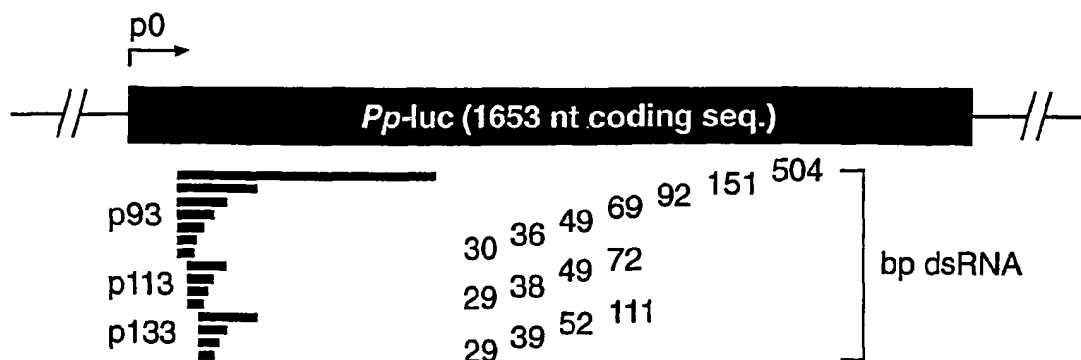 p0
Pp-luc (1653 nt coding seq.)
p93
30 36 49 69 92 151 504
p113
29 38 49 72
p133
29 39 52 111
bp dsRNA